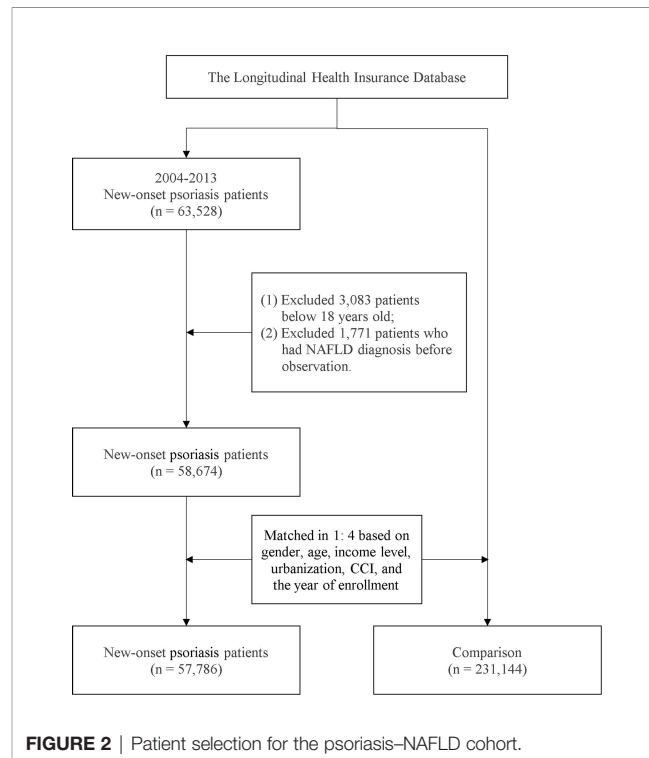 The Longitudinal Health Insurance Database
2004-2013
New-onset psoriasis patients
(n = 63,528)
(1) Excluded 3,083 patients
below 18 years old;
(2) Excluded 1,771 patients who
had NAFLD diagnosis before
observation.
New-onset psoriasis patients
(n = 58,674)
Matched in 1: 4 based on
gender, age, income level,
urbanization, CCI, and
the year of enrollment
New-onset psoriasis patients
(n = 57,786)
Comparison
(n = 231,144)
FIGURE 2 | Patient selection for the psoriasis–NAFLD cohort.